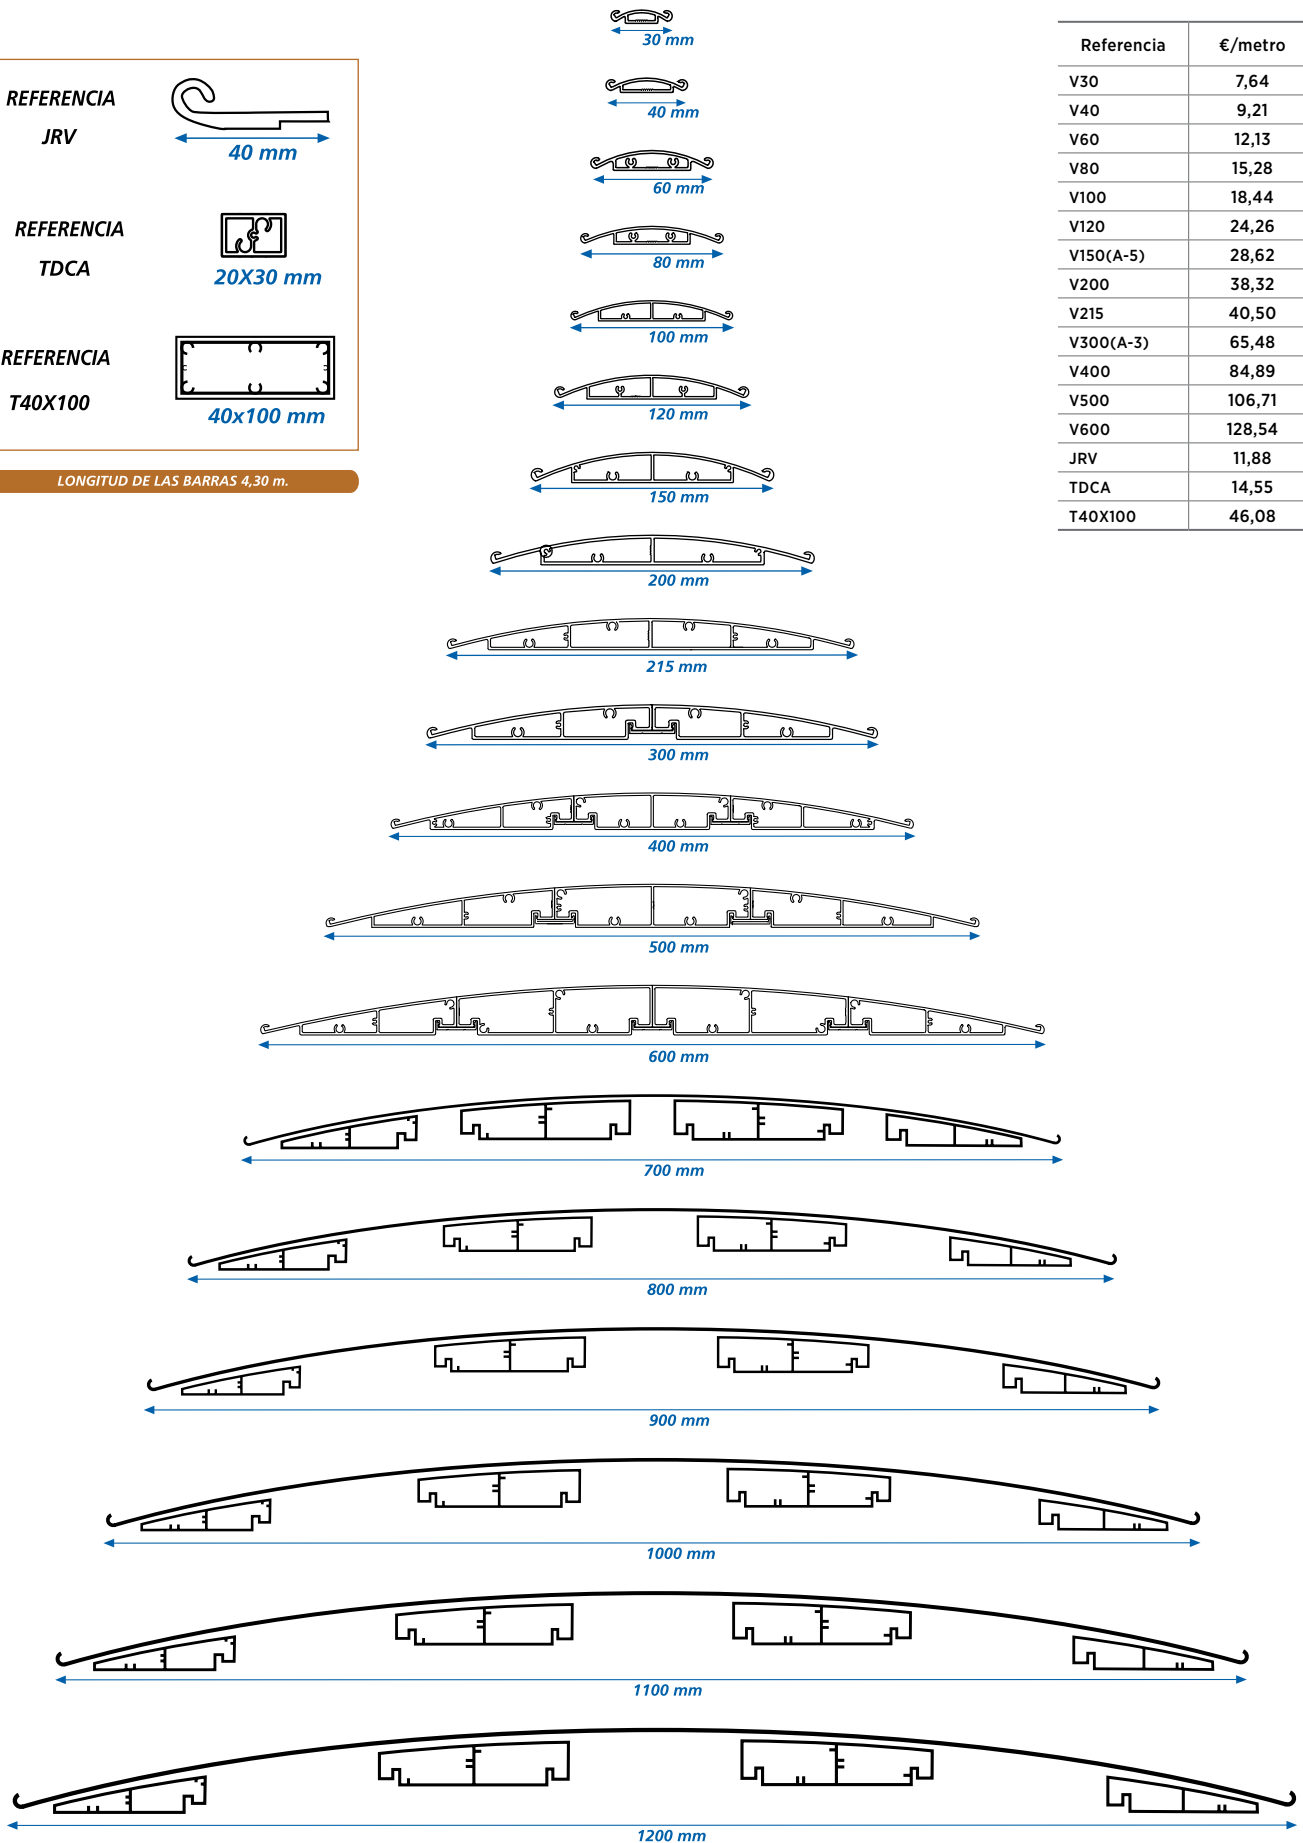 REFERENCIA
JRV
40 mm
REFERENCIA
TDCA
20X30 mm
REFERENCIA
T40X100
40x100 mm
LONGITUD DE LAS BARRAS 4,30 m.
30 mm
40 mm
60 mm
80 mm
100 mm
120 mm
150 mm
200 mm
215 mm
300 mm
400 mm
500 mm
600 mm
700 mm
800 mm
900 mm
1000 mm
1100 mm
1200 mm
Referencia €/metro
V30 7,64
V40 9,21
V60 12,13
V80 15,28
V100 18,44
V120 24,26
V150(A-5) 28,62
V200 38,32
V215 40,50
V300(A-3) 65,48
V400 84,89
V500 106,71
V600 128,54
JRV 11,88
TDCA 14,55
T40X100 46,08